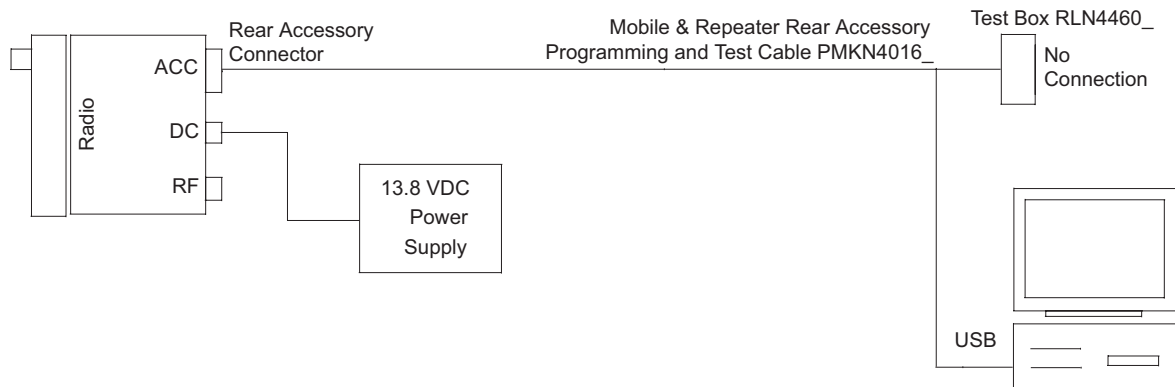 Rear Accessory
Connector
Mobile & Repeater Rear Accessory
Programming and Test Cable PMKN4016_
Test Box RLN4460_
No
Connection
Radio
ACC
DC
RF
13.8 VDC
Power
Supply
USB